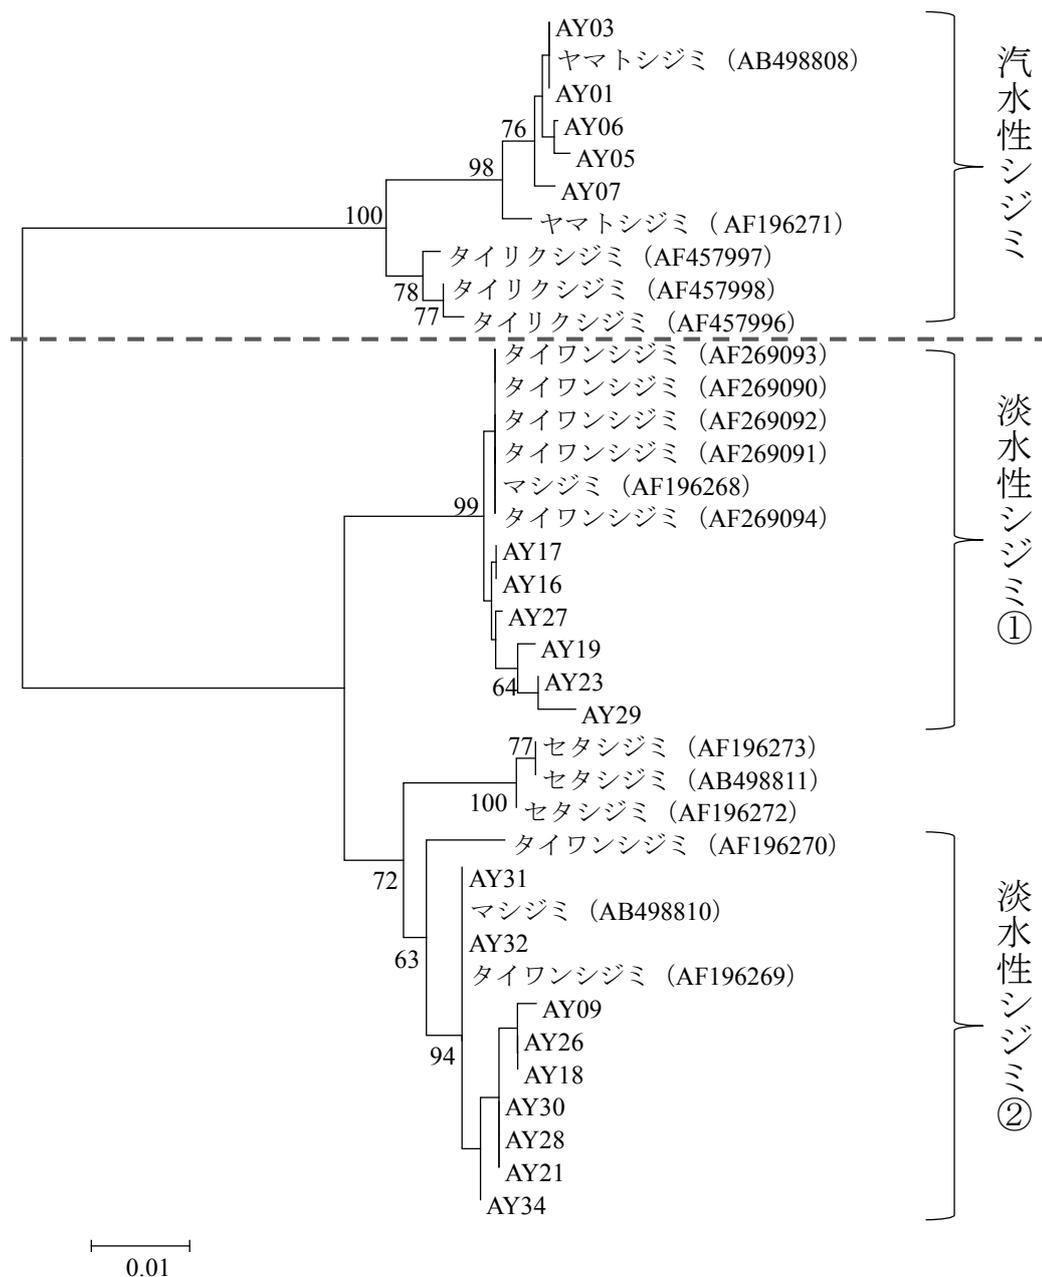 AY03
ヤマトシジミ（AB498808）
AY01
AY06
76
AY05
98
AY07
100
ヤマトシジミ（ AF196271）
タイリクシジミ（AF457997）
78
タイリクシジミ（AF457998）
77
タイリクシジミ（AF457996）
汽水性シジミ
タイワンシジミ（AF269093）
タイワンシジミ（AF269090）
タイワンシジミ（AF269092）
タイワンシジミ（AF269091）
マシジミ（AF196268）
99
タイワンシジミ（AF269094）
AY17
AY16
AY27
AY19
64
AY23
AY29
淡水性シジミ①
77
セタシジミ（AF196273）
セタシジミ（AB498811）
100
セタシジミ（AF196272）
タイワンシジミ（AF196270）
72
AY31
マシジミ（AB498810）
AY32
63
タイワンシジミ（AF196269）
AY09
AY26
94
AY18
AY30
AY28
AY21
AY34
淡水性シジミ②
0.01